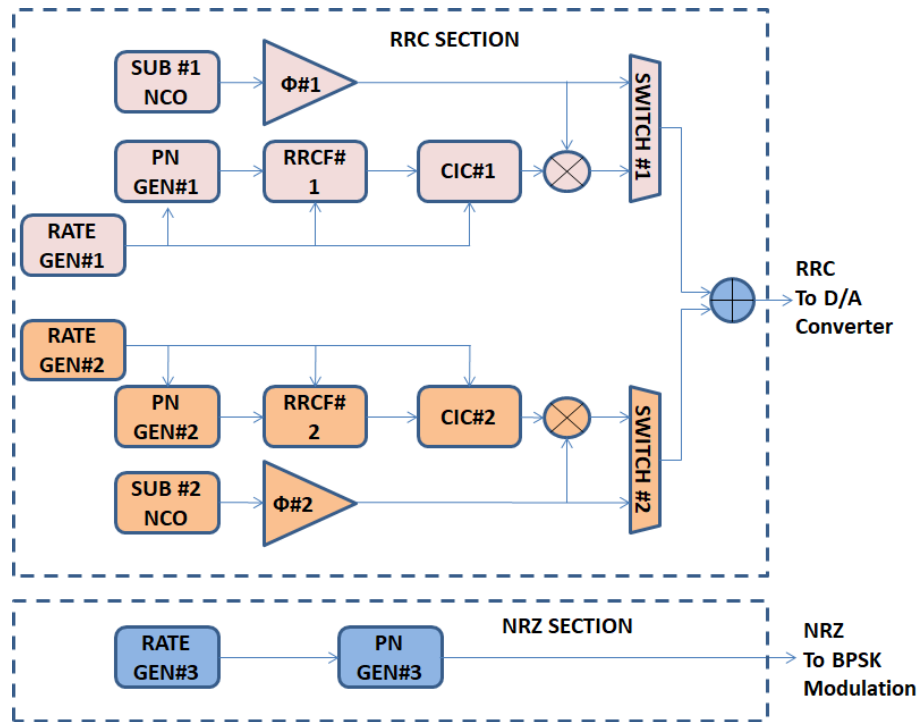 RRC SECTION
SUB #1
NCO
Φ#1
SWITCH #1
PN
GEN#1
RRCF#
1
CIC#1
RATE
GEN#1
RRC
To D/A
Converter
RATE
GEN#2
PN
GEN#2
RRCF#
2
CIC#2
SWITCH #2
SUB #2
NCO
Φ#2
NRZ SECTION
RATE
GEN#3
PN
GEN#3
NRZ
To BPSK
Modulation